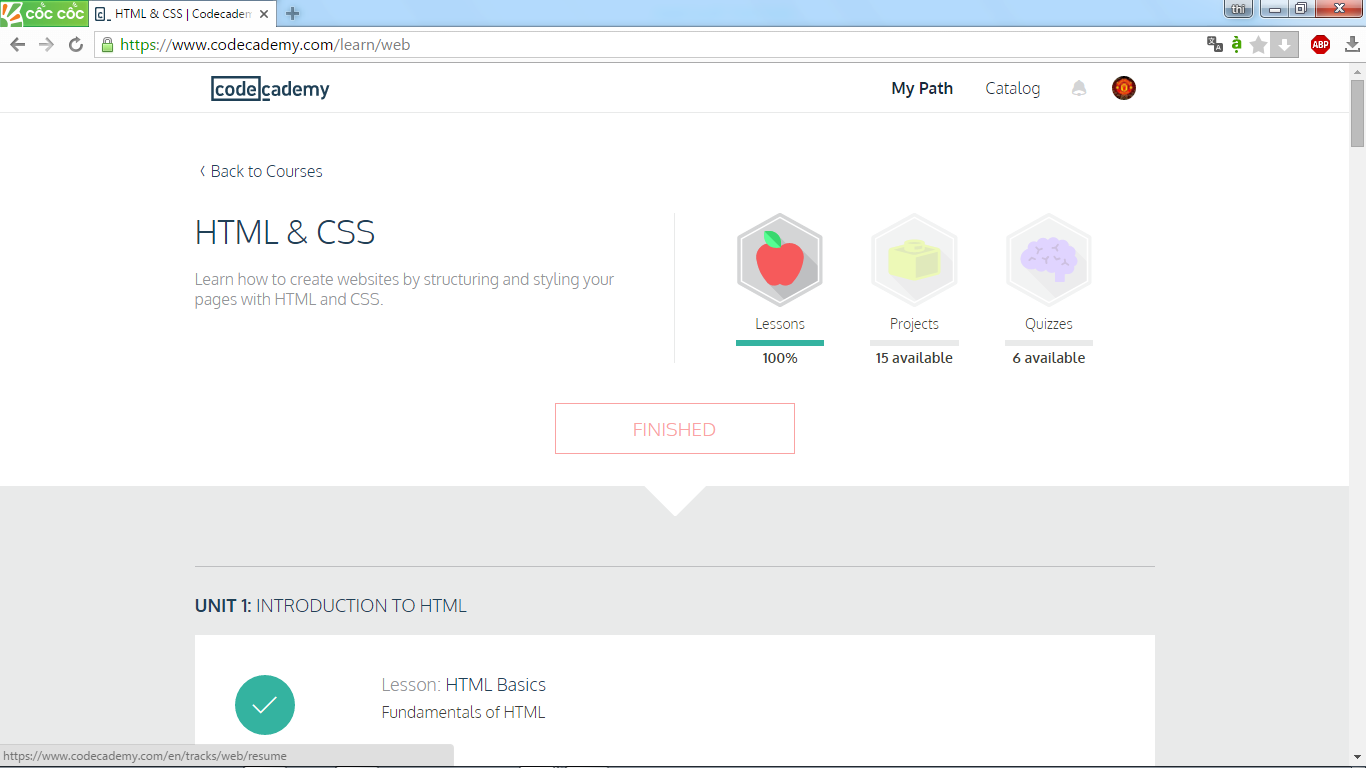 cốc cốc
HTML & CSS | Codecadem
thi
https://www.codecademy.com/learn/web
ABP
codecademy
My Path
Catalog
Back to Courses
HTML & CSS
Learn how to create websites by structuring and styling your
pages with HTML and CSS.
Lessons
100%
Projects
15 available
Quizzes
6 available
FINISHED
UNIT 1: INTRODUCTION TO HTML
Lesson: HTML Basics
Fundamentals of HTML
https://www.codecademy.com/en/tracks/web/resume